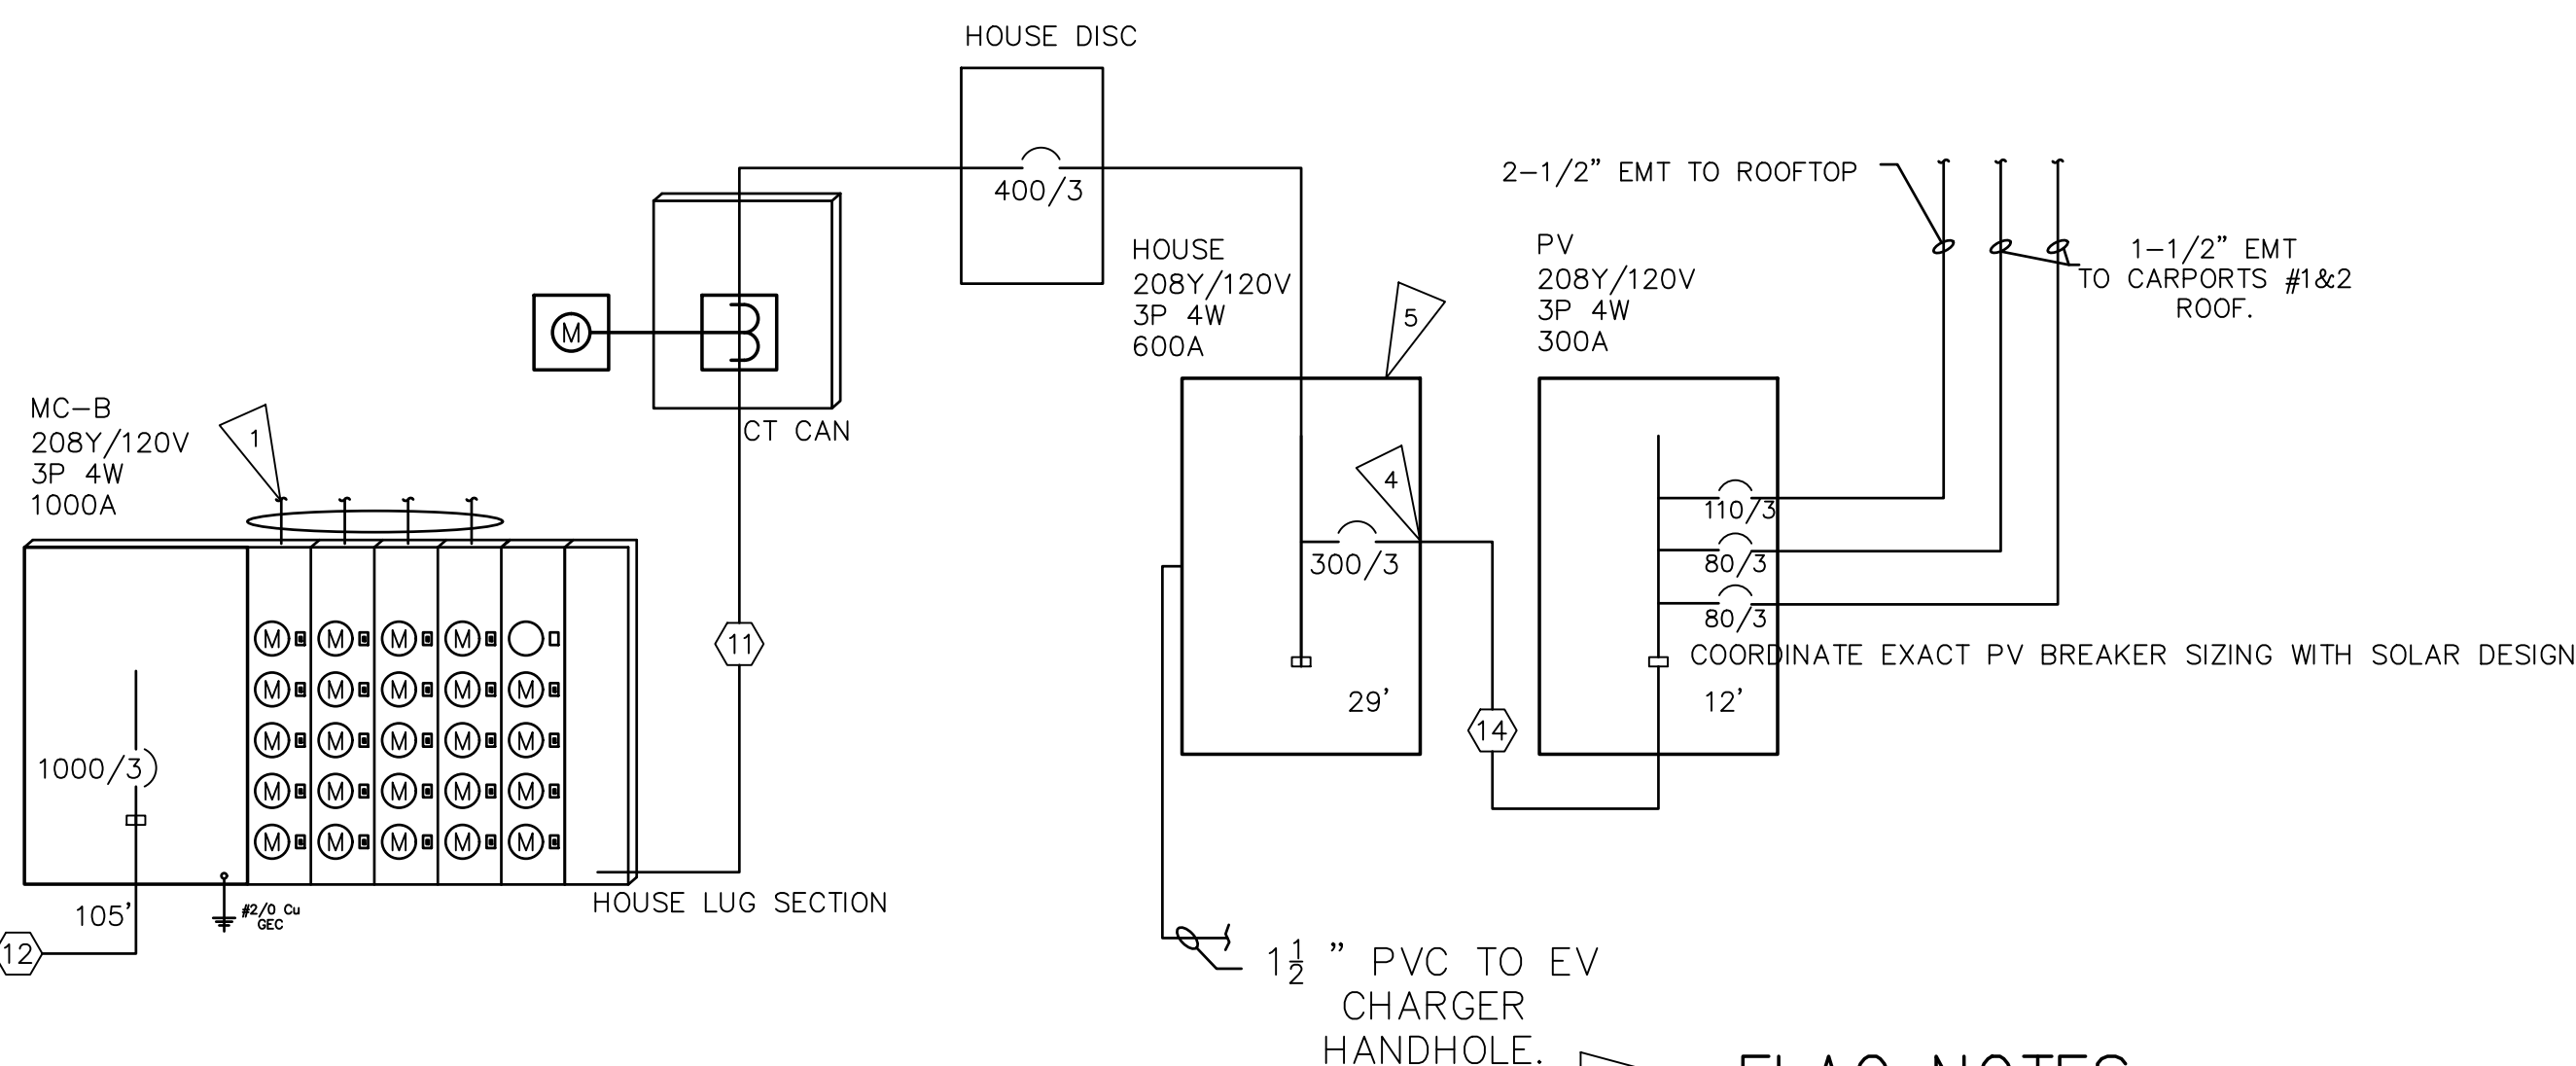 HOUSE DISC
400/3
2-1/2" EMT TO ROOFTOP
1-1/2" EMT
TO CARPORTS #1&2
ROOF.
HOUSE
208Y/120V
3P 4W
600A
PV
208Y/120V
3P 4W
300A
5
M
CT CAN
MC-B
208Y/120V
3P 4W
1000A
1
4
110/3
300/3
80/3
80/3
COORDINATE EXACT PV BREAKER SIZING WITH SOLAR DESIGN
11
M M M M
M M M M M
M M M M M
M M M M M
M M M M M
29'
12'
14
1000/3
105'
#2/0 Cu
GEC
HOUSE LUG SECTION
12
1 1/2 " PVC TO EV
CHARGER
HANDHOLE.
FLAG NOTES